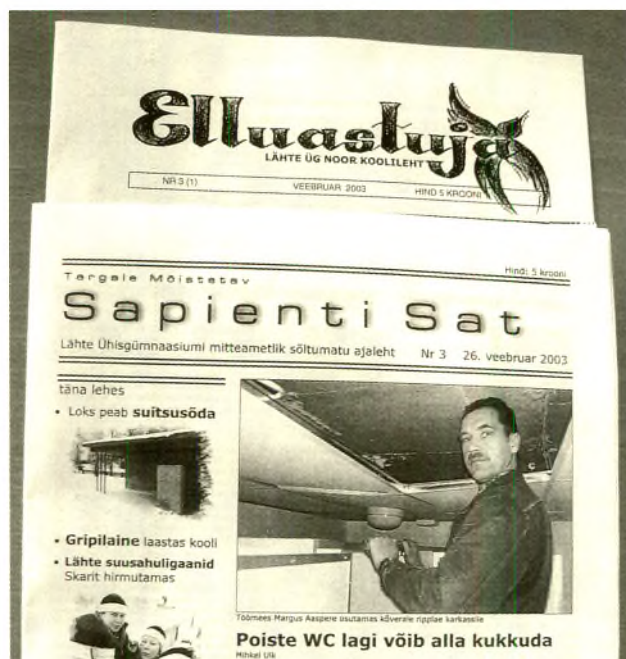 Elluastuja
LÄHTE ÜG NOOR KOOLILEHT
NR 3 (1) VEEBRUAR 2003 HIND 5 KROONI
Hind: 5 krooni
Targale Mõistetav
Sapienti Sat
Lähte Ühisgümnaasiumi mitteametlik sõltumatu ajaleht Nr 3 26. veebruar 2003
täna lehes
• Loks peab suitsusõda
• Gripilaine laastas kooli
• Lähte suusahuligaanid
Skarit hirmutamas
Töömees Margus Aaspere osutamas kõverale ripplae karkassile
Poiste WC lagi võib alla kukkuda
Mihkel Ulk